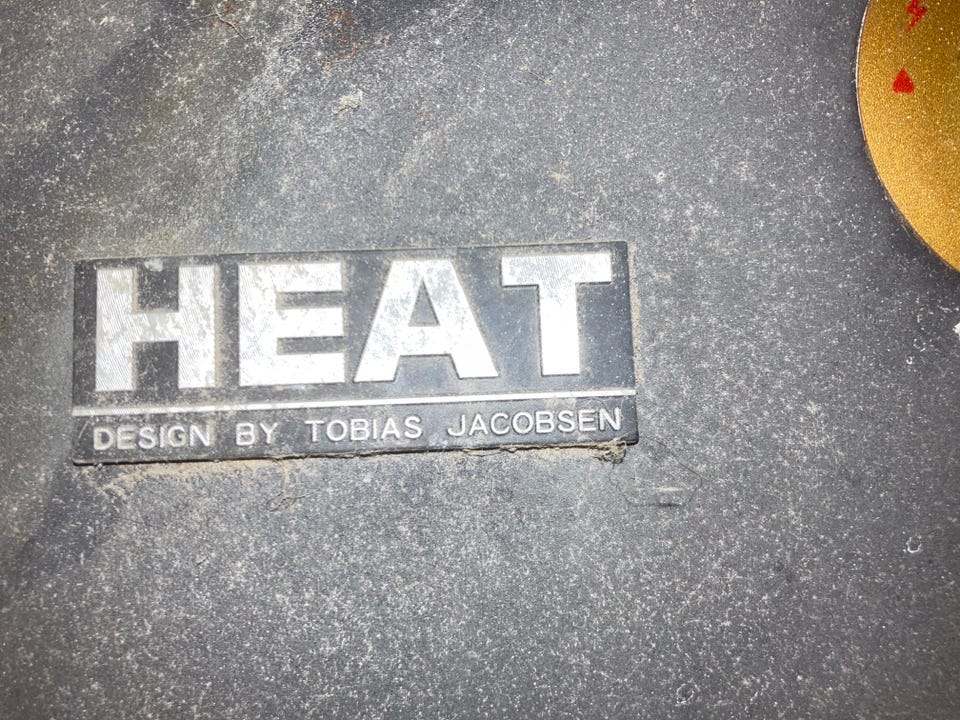 HEAT
DESIGN BY TOBIAS JACOBSEN